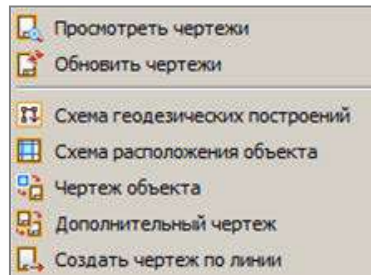 Просмотреть чертежи
Обновить чертежи
Схема геодезических построений
Схема расположения объекта
Чертеж объекта
Дополнительный чертеж
Создать чертеж по линии